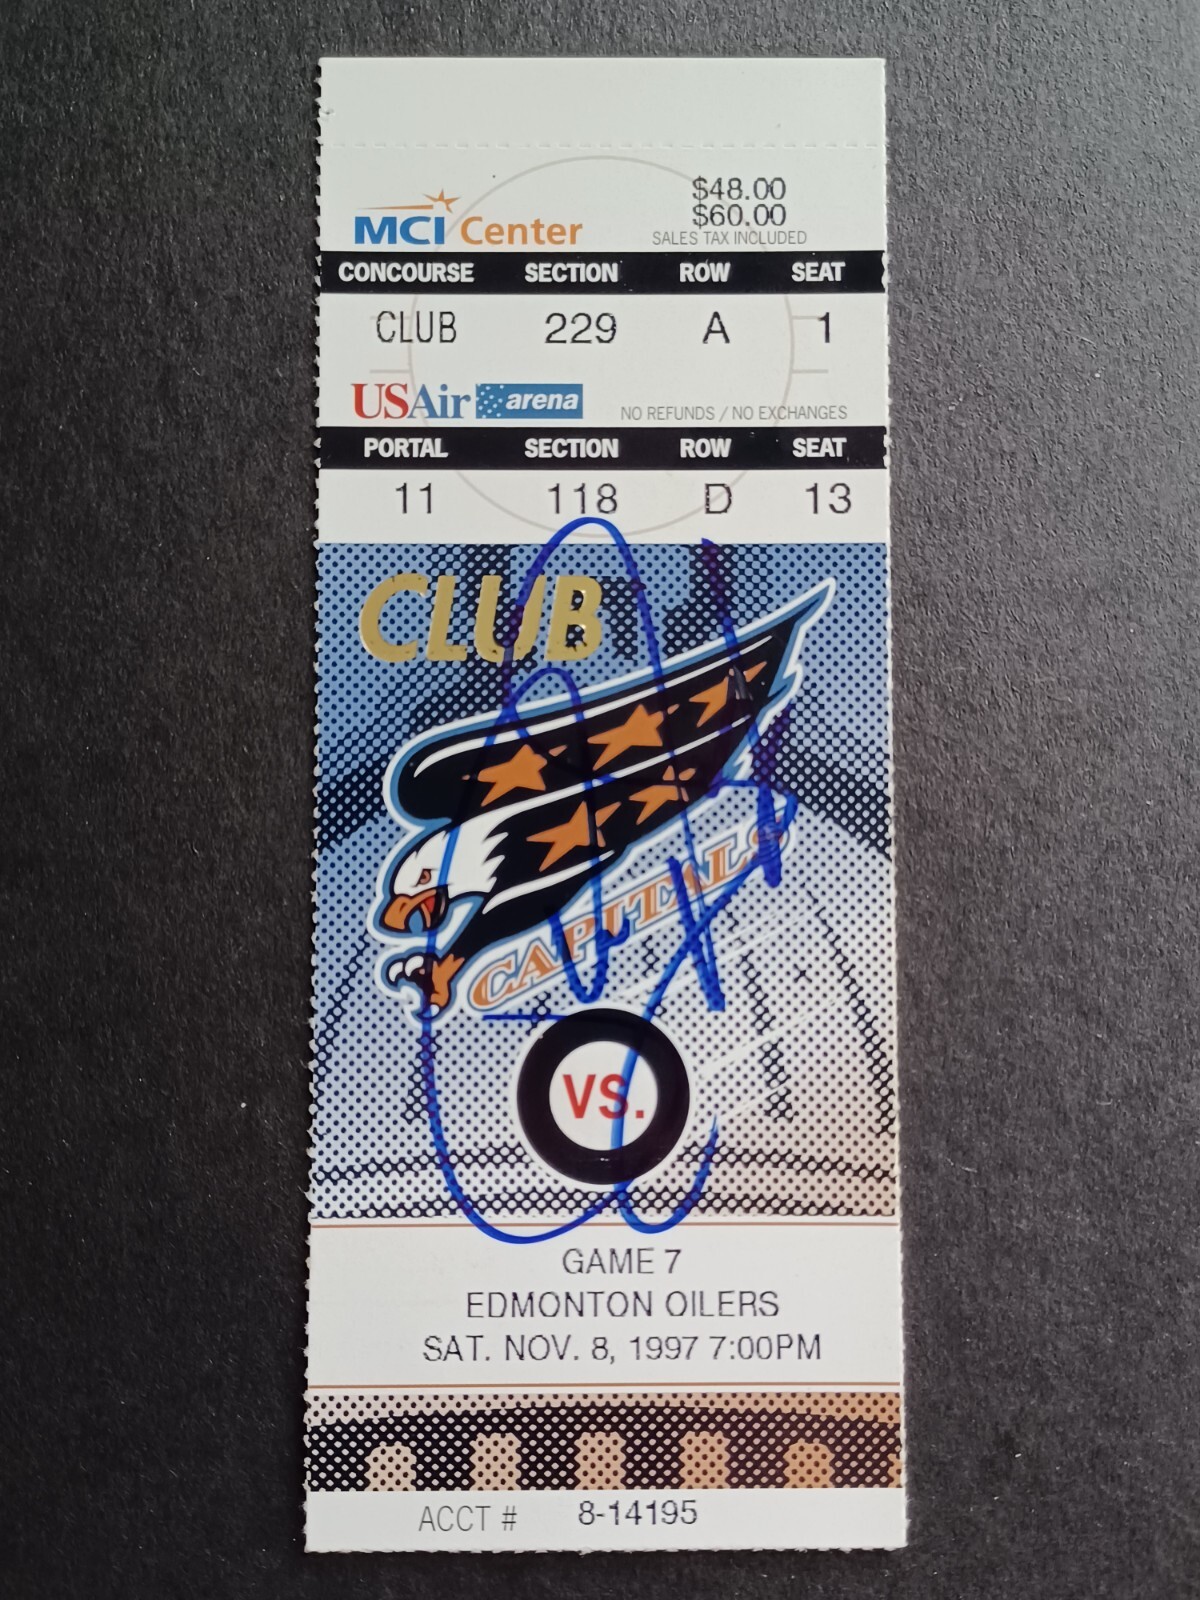 MCI Center
$48.00
$60.00
SALES TAX INCLUDED
CONCOURSE SECTION ROW SEAT
CLUB 229 A 1
USAir arena NO REFUNDS / NO EXCHANGES
PORTAL SECTION ROW SEAT
11 118 D 13
CLUB
CAPITALS
VS.
GAME 7
EDMONTON OILERS
SAT. NOV. 8, 1997 7:00PM
ACCT # 8-14195